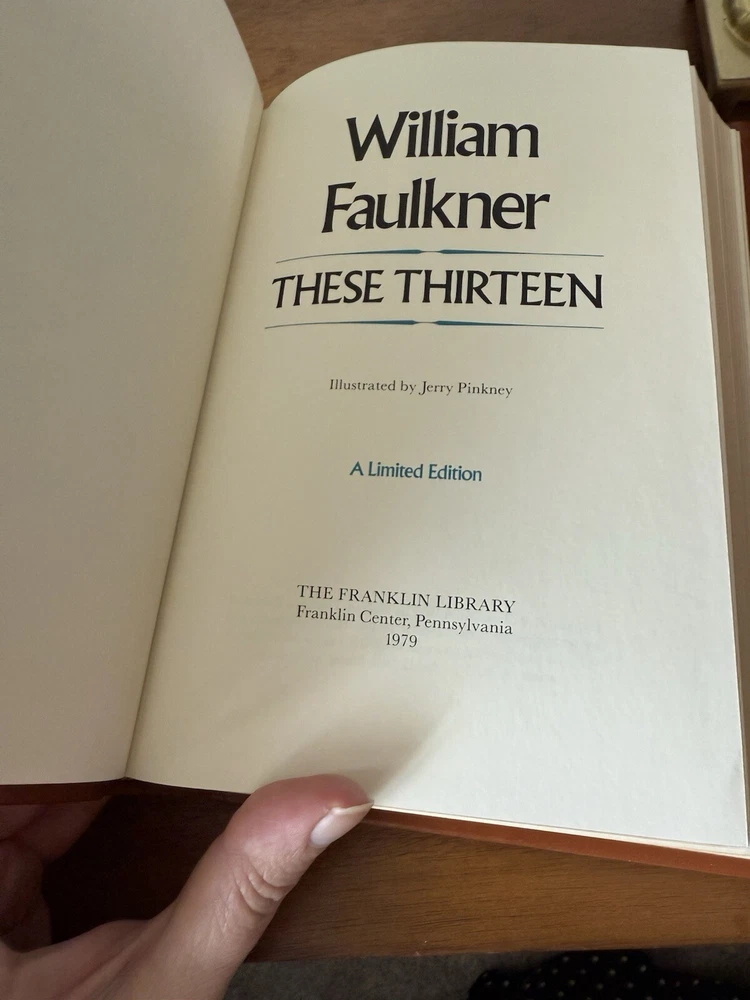 William
Faulkner
THESE THIRTEEN
Illustrated by Jerry Pinkney
A Limited Edition
THE FRANKLIN LIBRARY
Franklin Center, Pennsylvania
1979